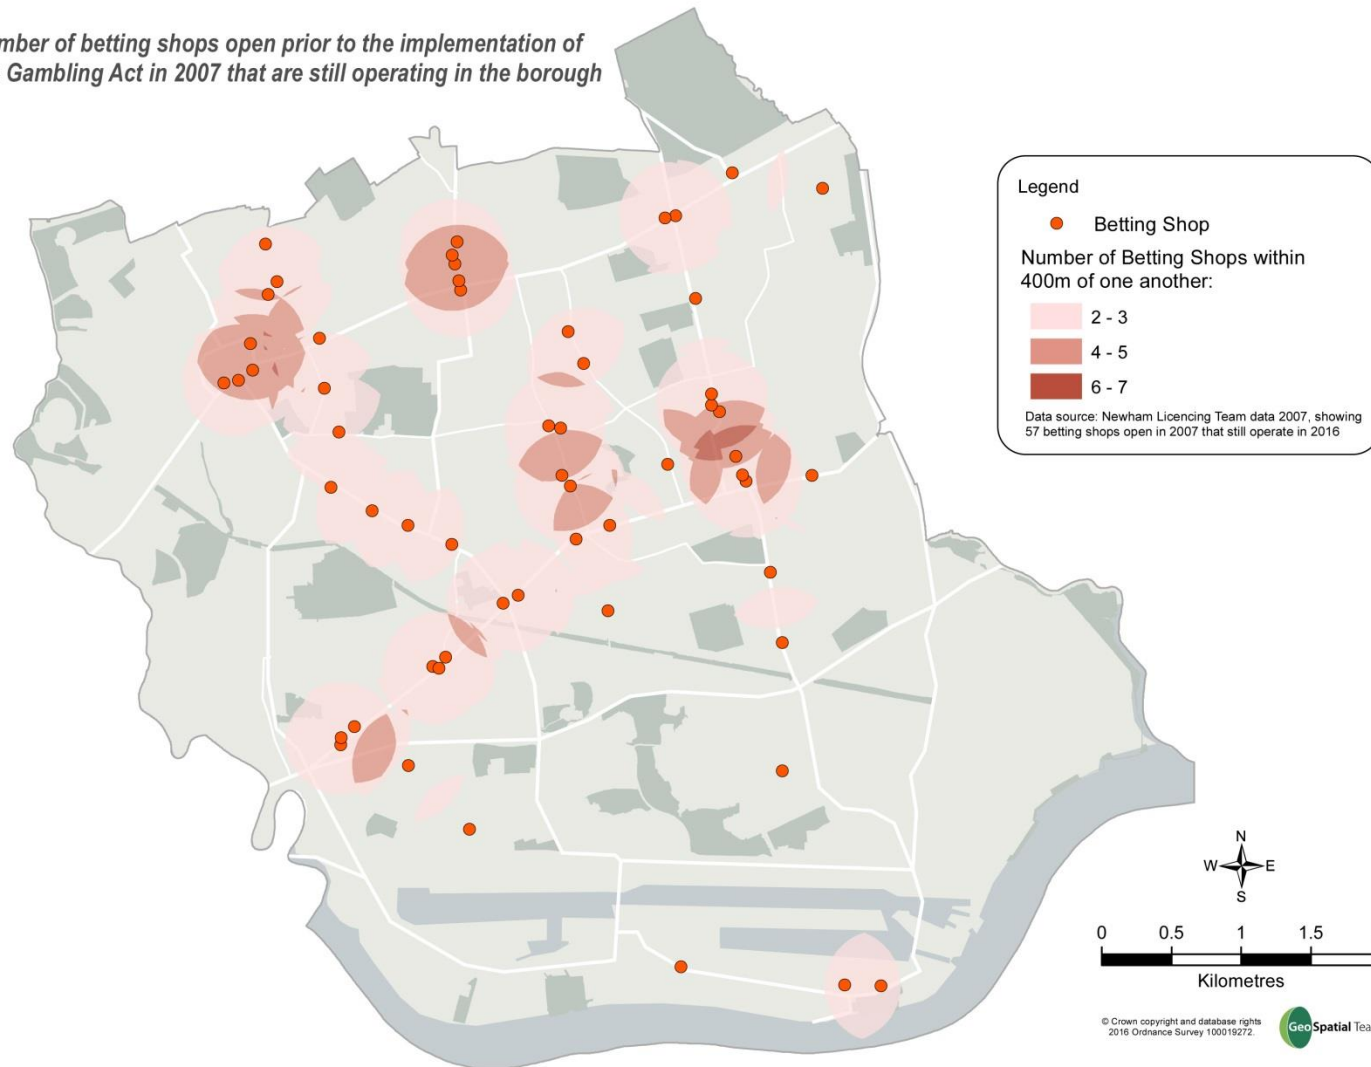 mber of betting shops open prior to the implementation of
Gambling Act in 2007 that are still operating in the borough
Legend
Betting Shop
Number of Betting Shops within
400m of one another:
2 - 3
4 - 5
6 - 7
Data source: Newham Licencing Team data 2007, showing
57 betting shops open in 2007 that still operate in 2016
N
W E
S
0 0.5 1 1.5
Kilometres
© Crown copyright and database rights
2016 Ordnance Survey 100019272.
GeoSpatial Tea